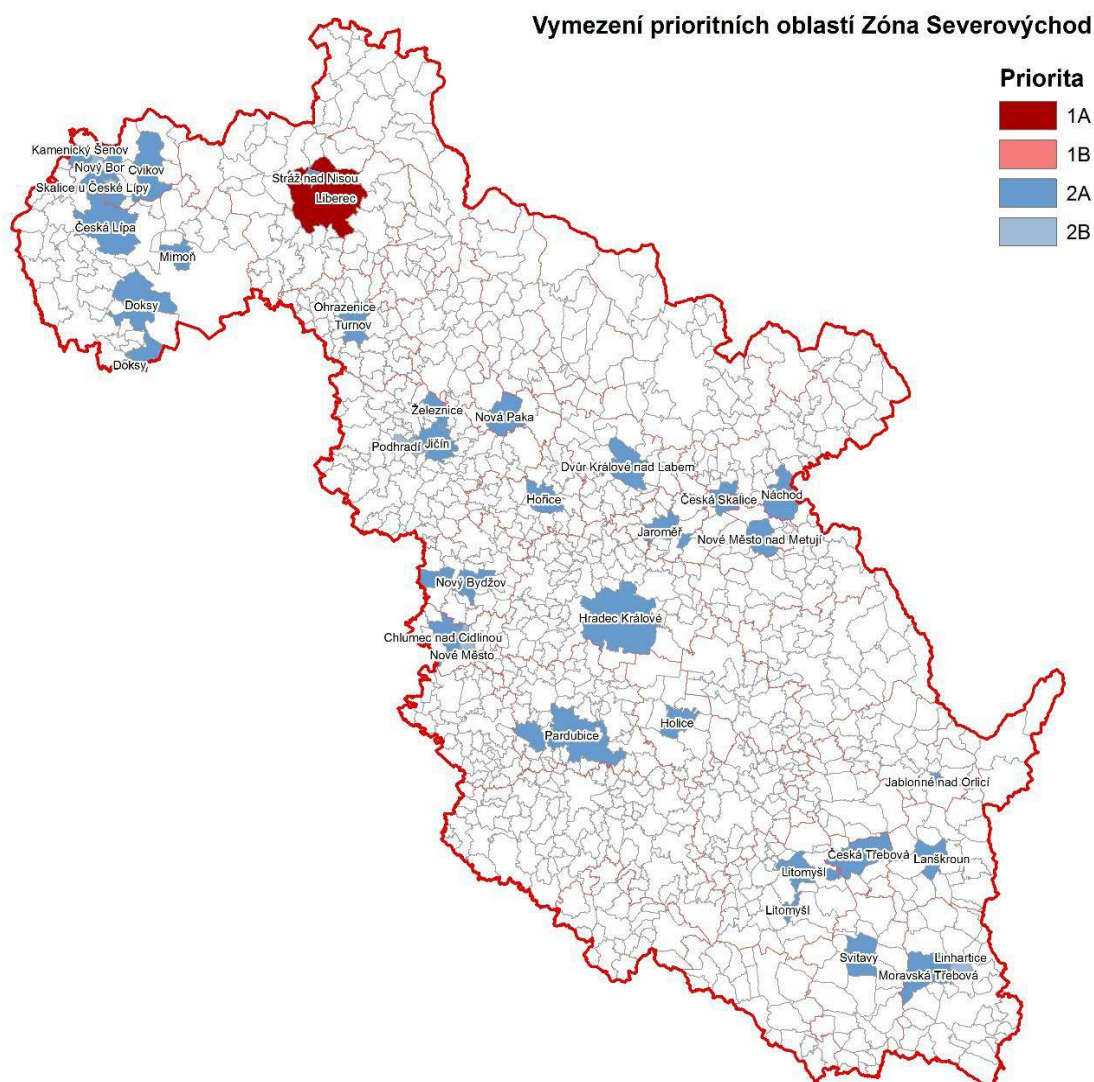 Vymezení prioritních oblastí Zóna Severovýchod
Priorita
1A
1B
2A
2B
Kamenický Šenov
Nový Bor
Cvikov
Skalice u České Lípy
Česká Lípa
Mimoň
Doksy
Doksy
Stráž nad Nisou
Liberec
Ohrazenice
Turnov
Železnice
Nová Paka
Podhradí
Jičín
Dvůr Králové nad Labem
Hořice
Česká Skalice
Náchod
Jaroměř
Nové Město nad Metují
Nový Bydžov
Hradec Králové
Chlumec nad Cidlinou
Nové Město
Holice
Pardubice
Jablonné nad Orlicí
Česká Třebová
Lanškroun
Litomyšl
Litomyšl
Svitavy
Linhartice
Moravská Třebová